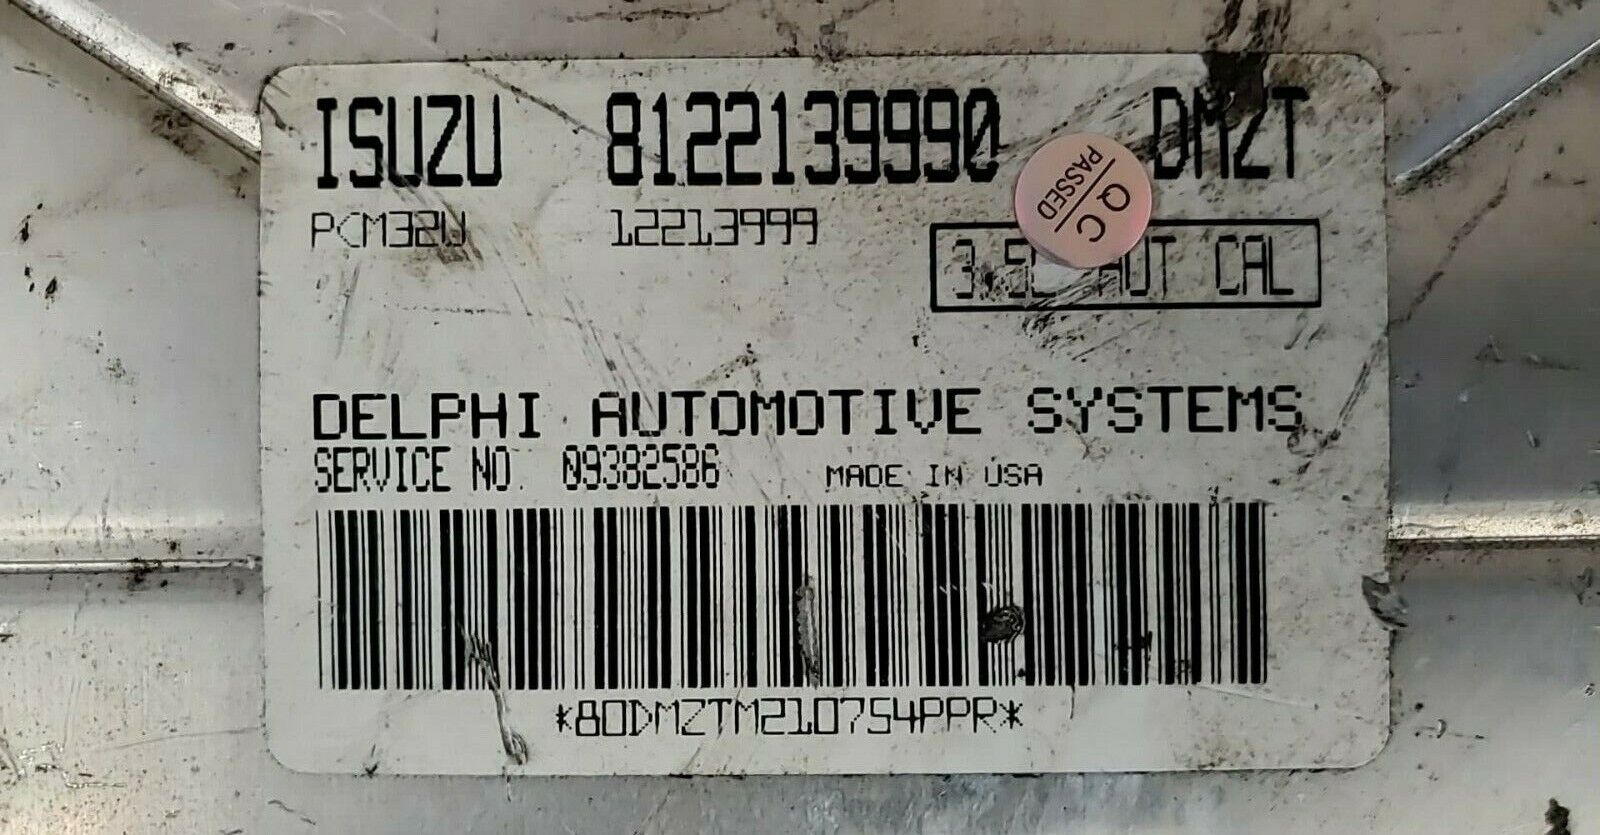 ISUZU 8122139990 DMZT
PCM32U 12213999
QC
PASSED
3.5L AUT CAL
DELPHI AUTOMOTIVE SYSTEMS
SERVICE NO. 09382586 MADE IN USA
*80DMZTM210754PPR*